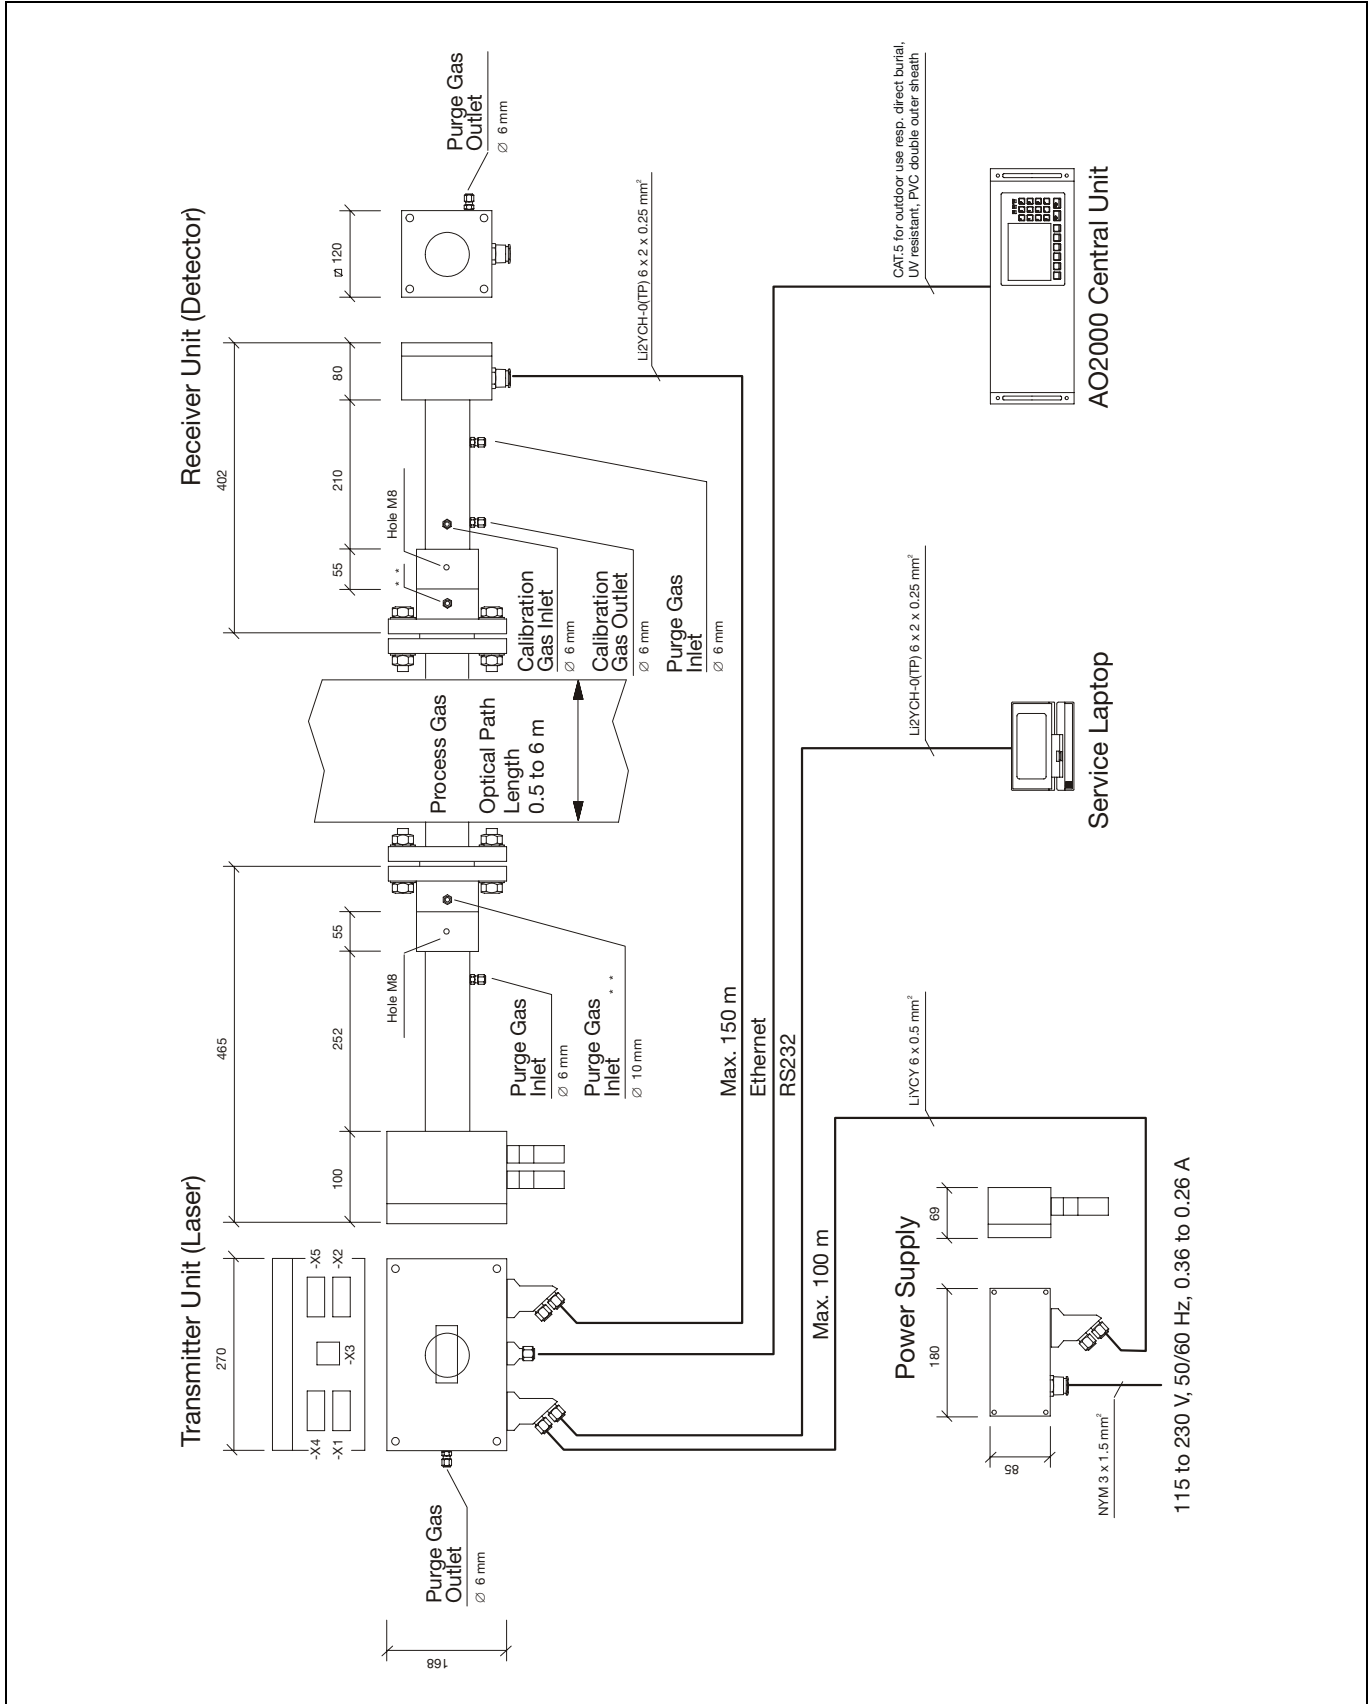 Transmitter Unit (Laser)
270
-X4
-X1
-X3
-X5
-X2
168
Purge Gas
Outlet
∅ 6 mm
465
100
252
55
Hole M8
Purge Gas
Inlet
∅ 6 mm
Purge Gas
Inlet
* *
∅ 10 mm
Process Gas
Optical Path
Length
0.5 to 6 m
Receiver Unit (Detector)
402
55
210
80
* *
Hole M8
Calibration
Gas Inlet
∅ 6 mm
Calibration
Gas Outlet
∅ 6 mm
Purge Gas
Inlet
∅ 6 mm
120
Purge Gas
Outlet
∅ 6 mm
Li2YCH-0(TP) 6 x 2 x 0.25 mm²
Max. 150 m
Ethernet
RS232
Max. 100 m
CAT.5 for outdoor use resp. direct burial,
UV resistant, PVC double outer sheath
AO2000 Central Unit
Li2YCH-0(TP) 6 x 2 x 0.25 mm²
Service Laptop
LiYCY 6 x 0.5 mm²
Power Supply
180
69
85
NYM 3 x 1.5 mm²
115 to 230 V, 50/60 Hz, 0.36 to 0.26 A